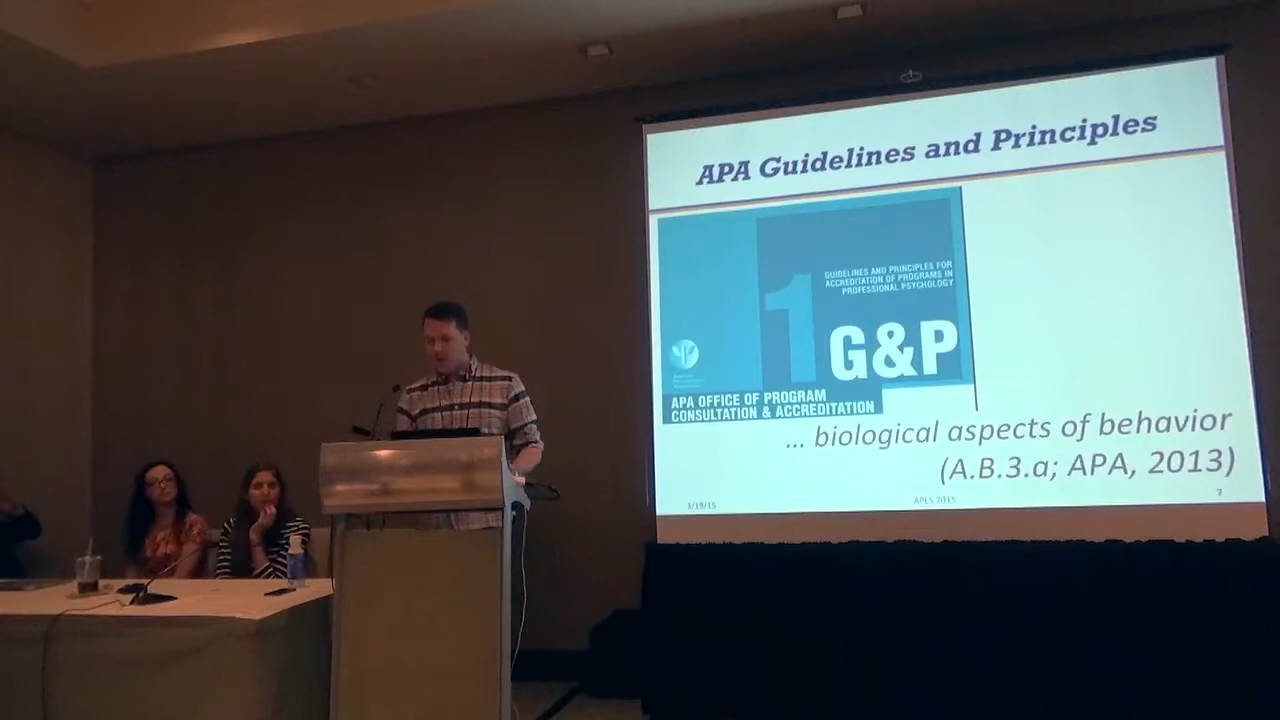 APA Guidelines and Principles
1
GUIDELINES AND PRINCIPLES FOR
ACCREDITATION OF PROGRAMS IN
PROFESSIONAL PSYCHOLOGY
G&P
APA OFFICE OF PROGRAM
CONSULTATION & ACCREDITATION
... biological aspects of behavior
(A.B.3.a; APA, 2013)
3/19/15
APLS 2015
7